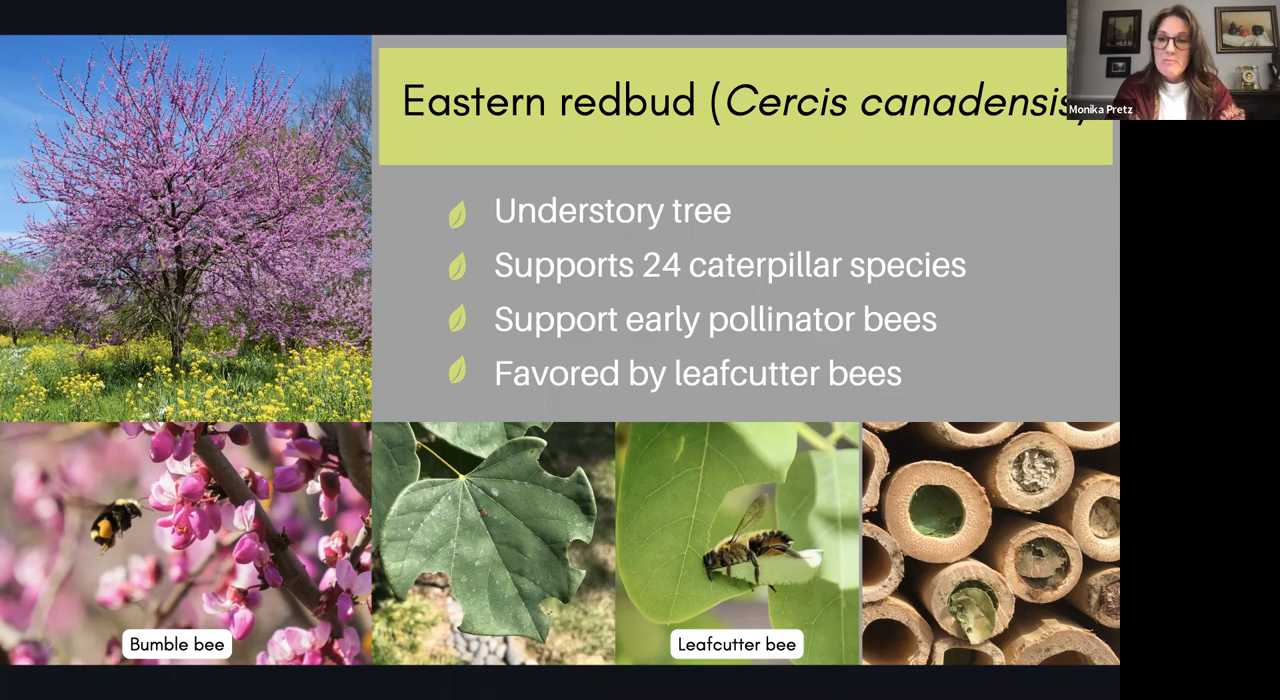 Eastern redbud (Cercis canadensis)
Monika Pretz
Understory tree
Supports 24 caterpillar species
Support early pollinator bees
Favored by leafcutter bees
Bumble bee
Leafcutter bee